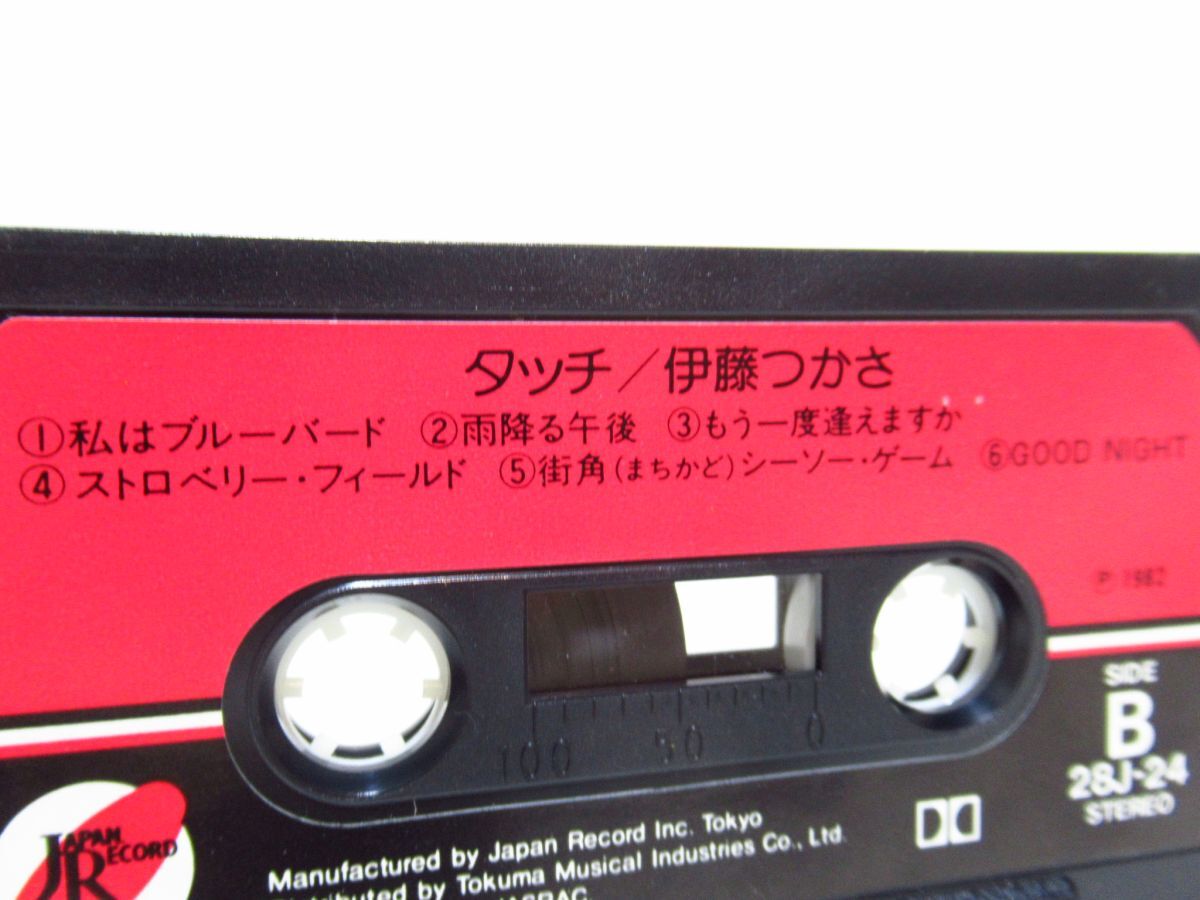 タッチ／伊藤つかさ
①私はブルーバード ②雨降る午後 ③もう一度逢えますか
④ストロベリー・フィールド ⑤街角(まちかど)シーソー・ゲーム ⑥GOOD NIGHT
Ⓟ 1982
SIDE
B
28J-24
STEREO
100 50 0
JAPAN
RECORD
Manufactured by Japan Record Inc. Tokyo
Distributed by Tokuma Musical Industries Co., Ltd.
JASRAC